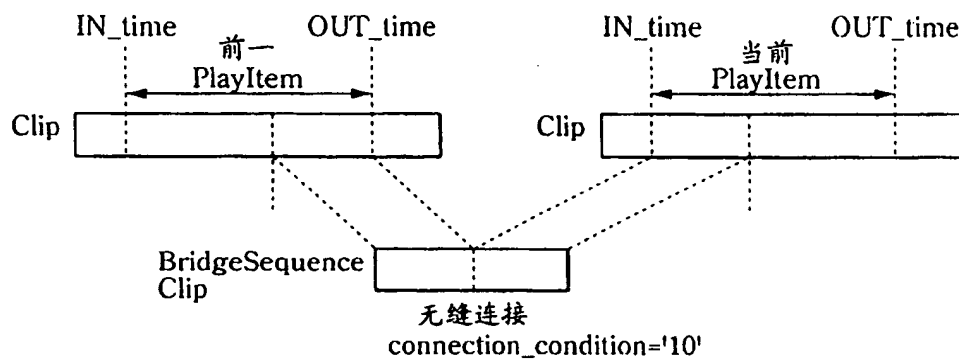 IN_time
OUT_time
IN_time
OUT_time
前一
PlayItem
当前
PlayItem
Clip
Clip
BridgeSequence
Clip
无缝连接
connection_condition='10'